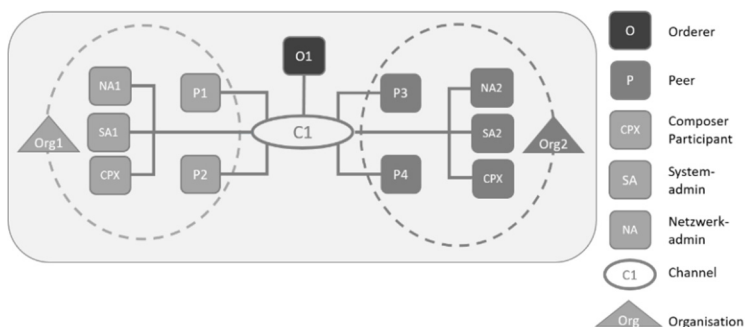 O1
NA1
P1
P3
NA2
Org1
SA1
C1
SA2
Org2
CPX
P2
P4
CPX
O
Orderer
P
Peer
CPX
Composer
Participant
SA
System-
admin
NA
Netzwerk-
admin
C1
Channel
Org
Organisation